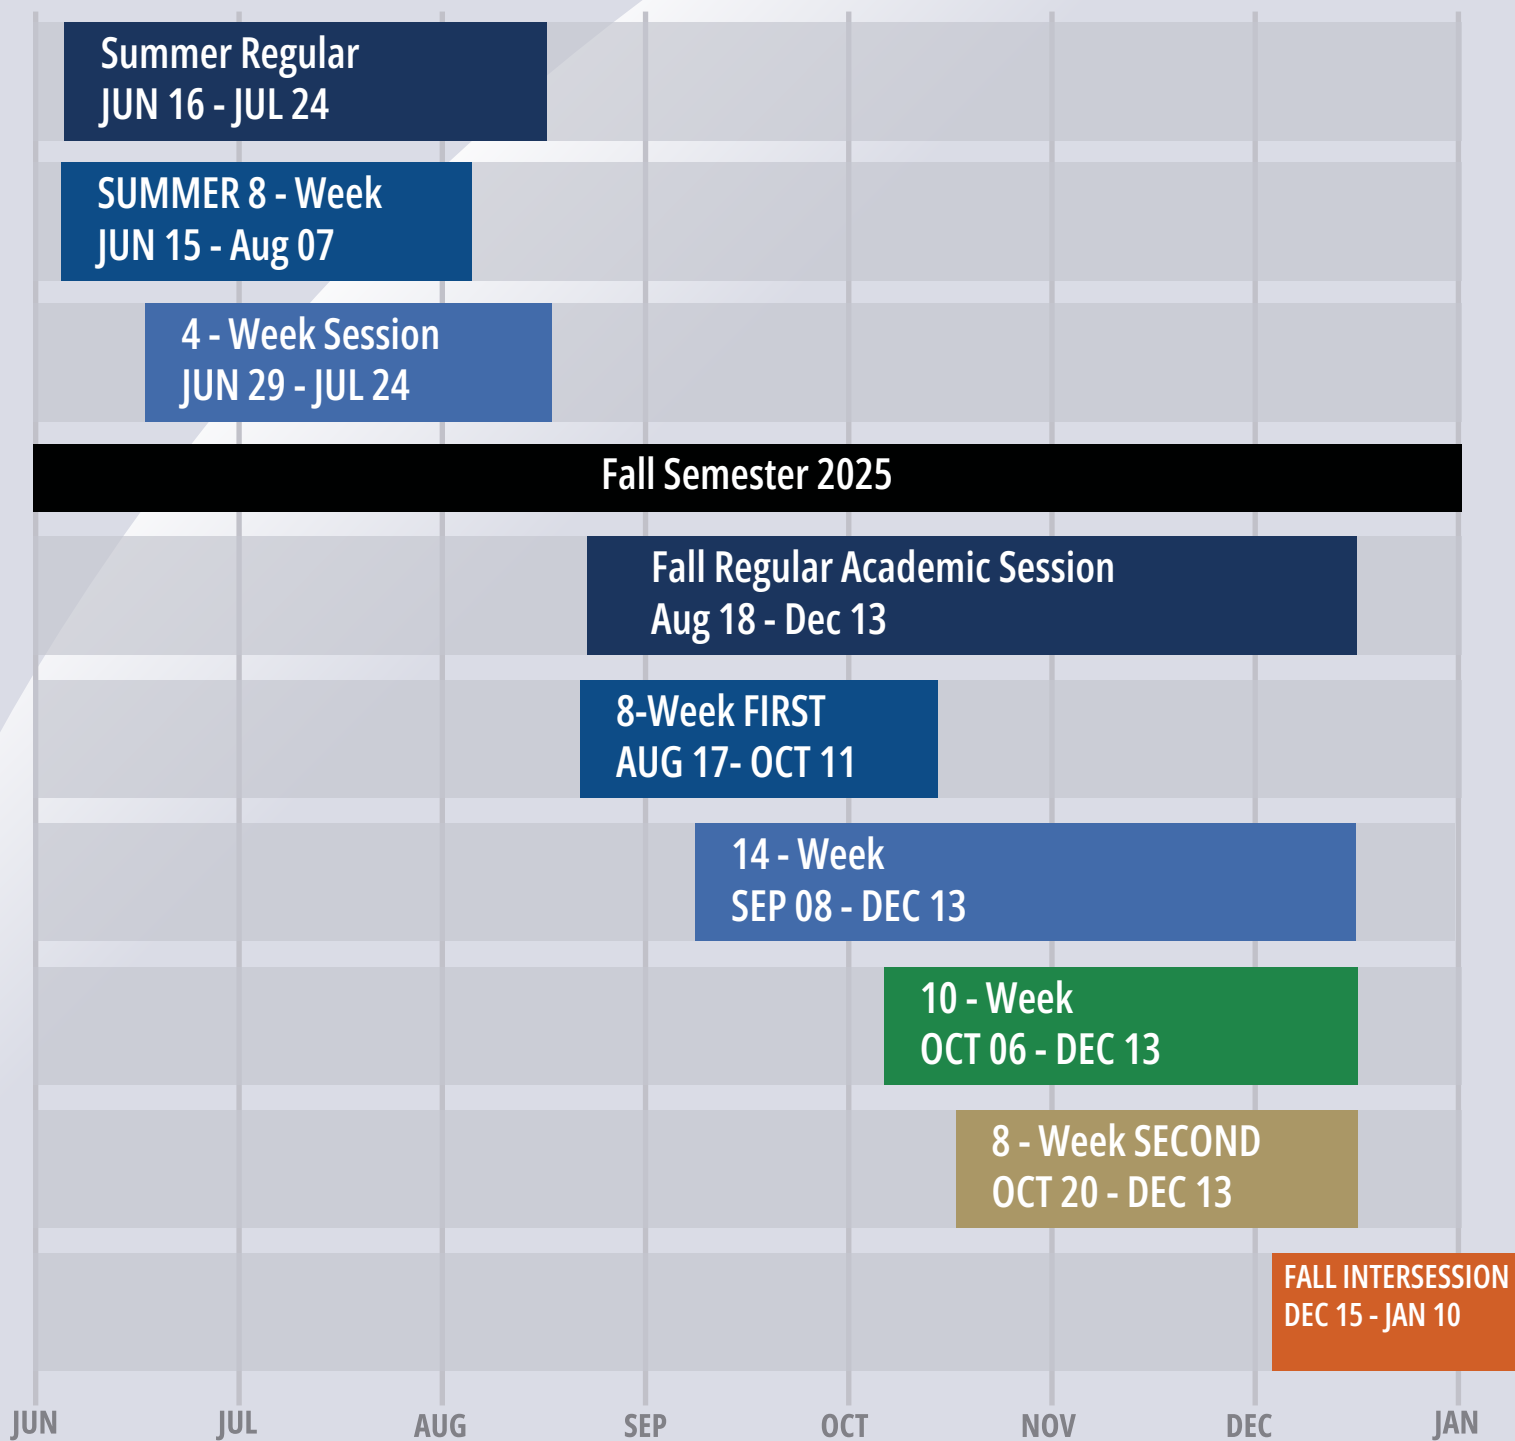 Summer Regular
JUN 16 - JUL 24
SUMMER 8 - Week
JUN 15 - Aug 07
4 - Week Session
JUN 29 - JUL 24
Fall Semester 2025
Fall Regular Academic Session
Aug 18 - Dec 13
8-Week FIRST
AUG 17- OCT 11
14 - Week
SEP 08 - DEC 13
10 - Week
OCT 06 - DEC 13
8 - Week SECOND
OCT 20 - DEC 13
FALL INTERSESSION
DEC 15 - JAN 10
JUN JUL AUG SEP OCT NOV DEC JAN